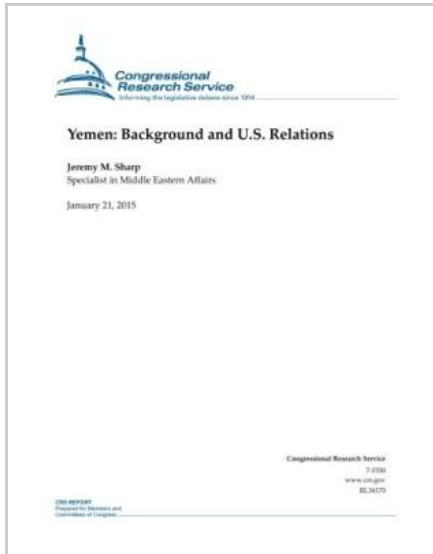 Congressional
Research Service
Informing the legislative debate since 1914
Yemen: Background and U.S. Relations
Jeremy M. Sharp
Specialist in Middle Eastern Affairs
January 21, 2015
Congressional Research Service
7-5700
www.crs.gov
RL34170
CRS REPORT
Prepared for Members and
Committees of Congress